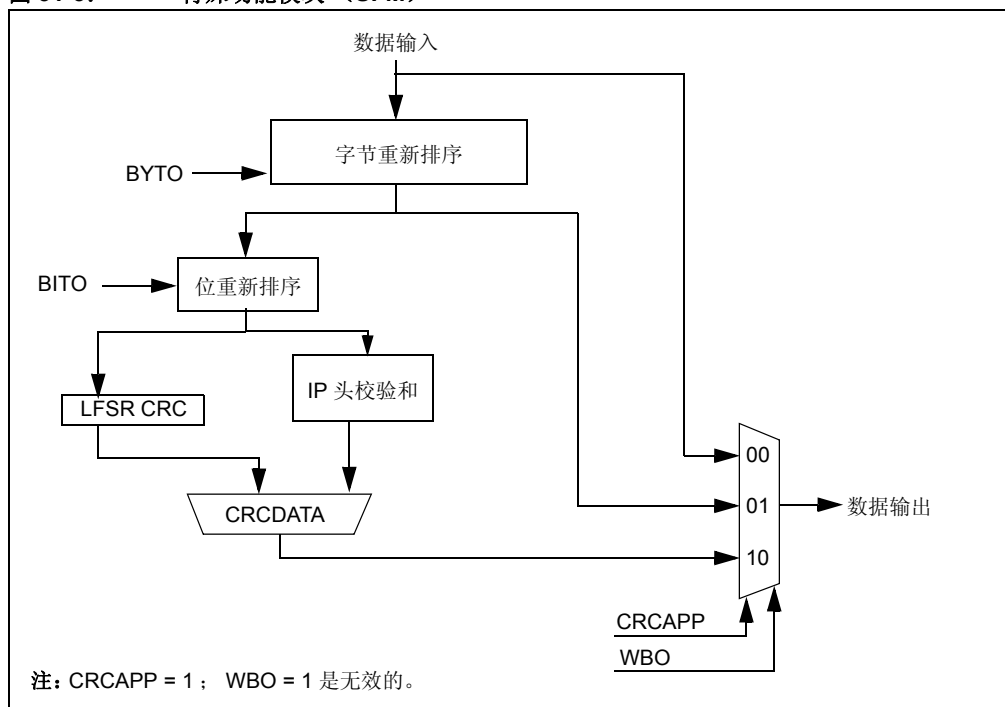 数据输入
字节重新排序
BYTO
BITO
位重新排序
IP 头校验和
LFSR CRC
CRCDATA
00
01
10
数据输出
CRCAPP
WBO
注: CRCAPP = 1 ； WBO = 1 是无效的。